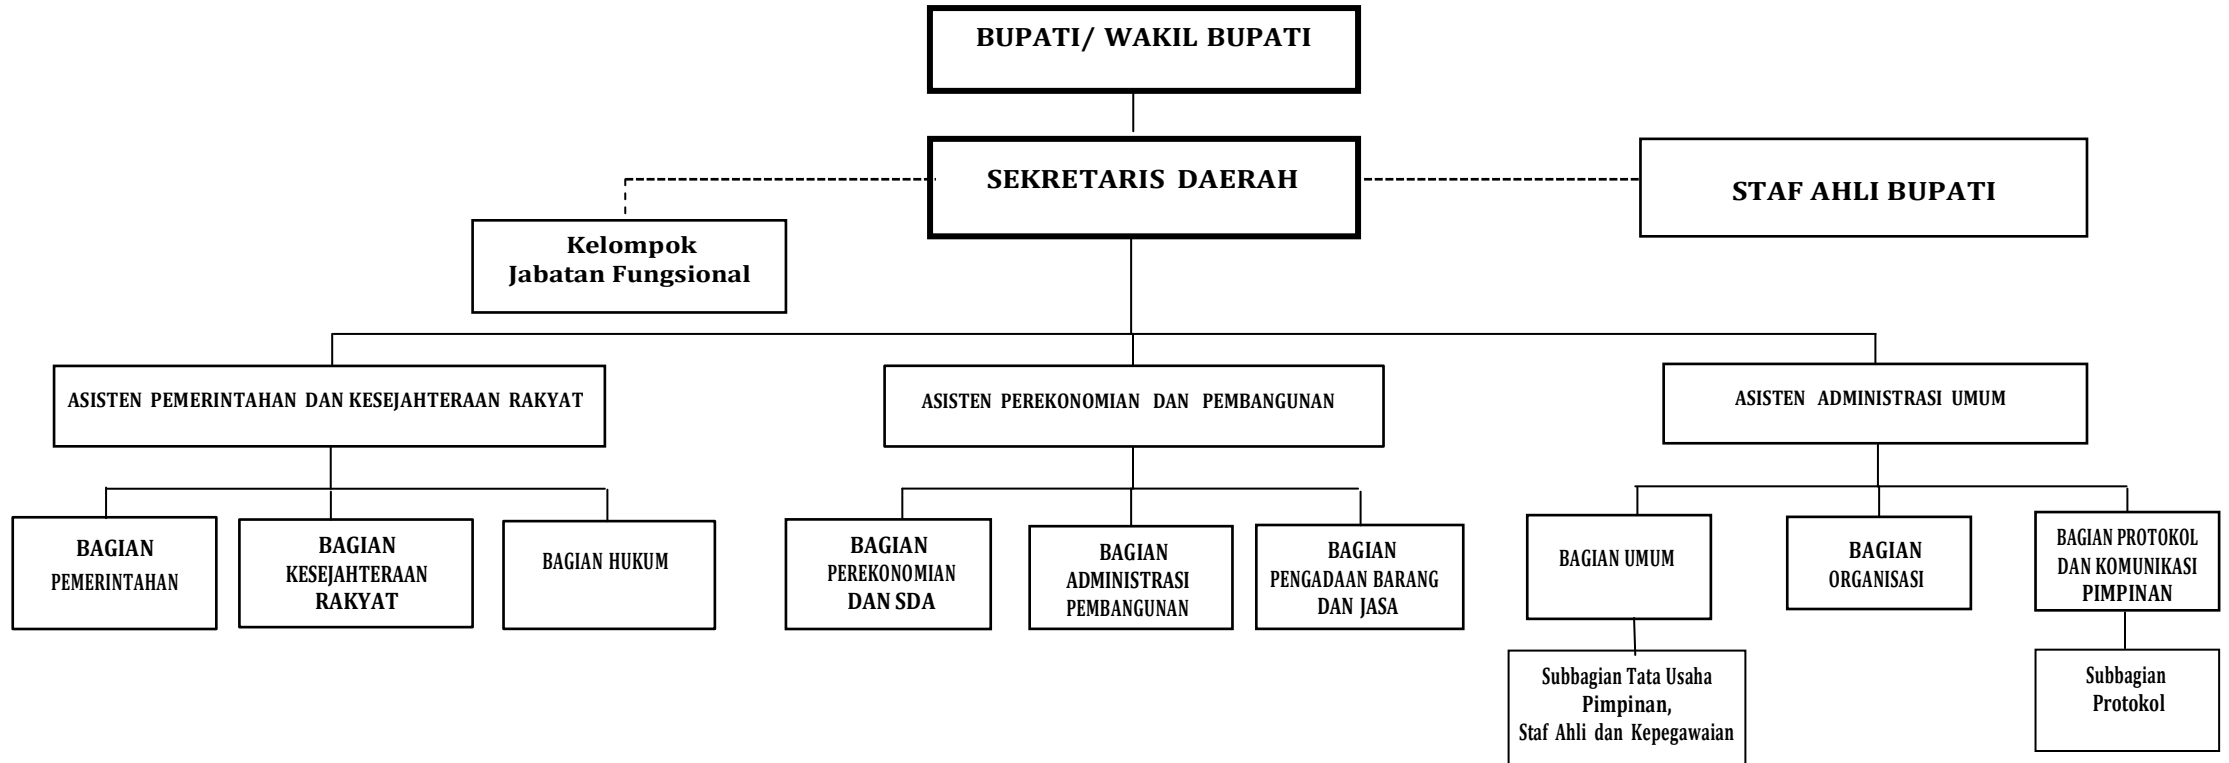 BUPATI/ WAKIL BUPATI
SEKRETARIS DAERAH
STAF AHLI BUPATI
Kelompok
Jabatan Fungsional
ASISTEN PEMERINTAHAN DAN KESEJAHTERAAN RAKYAT
ASISTEN PEREKONOMIAN DAN PEMBANGUNAN
ASISTEN ADMINISTRASI UMUM
BAGIAN
PEMERINTAHAN
BAGIAN
KESEJAHTERAAN
RAKYAT
BAGIAN HUKUM
BAGIAN
PEREKONOMIAN
DAN SDA
BAGIAN
ADMINISTRASI
PEMBANGUNAN
BAGIAN
PENGADAAN BARANG
DAN JASA
BAGIAN UMUM
BAGIAN
ORGANISASI
BAGIAN PROTOKOL
DAN KOMUNIKASI
PIMPINAN
Subbagian Tata Usaha
Pimpinan,
Staf Ahli dan Kepegawaian
Subbagian
Protokol